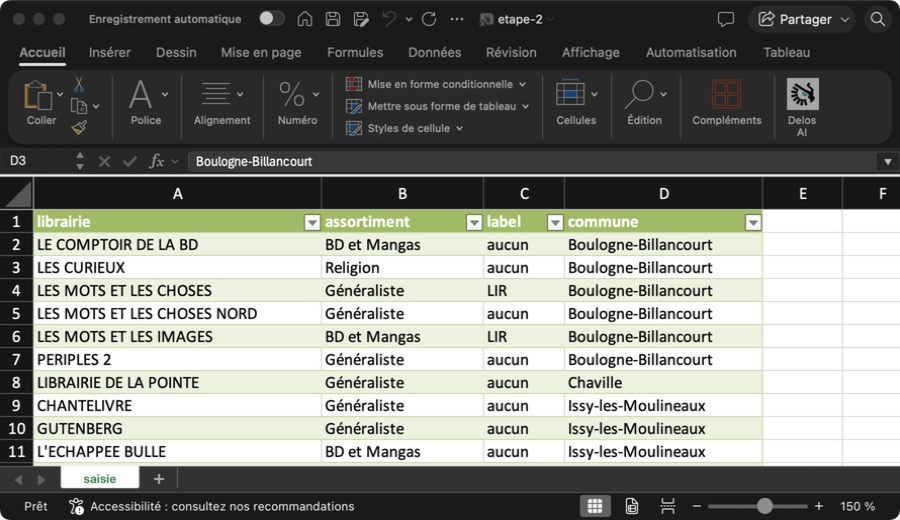 Enregistrement automatique
etape-2
Partager
Accueil Insérer Dessin Mise en page Formules Données Révision Affichage Automatisation Tableau
Coller
Police
Alignement
%
Numéro
Mise en forme conditionnelle
Mettre sous forme de tableau
Styles de cellule
Cellules
Édition
Compléments
Delos AI
D3 fx Boulogne-Billancourt
A B C D E F
1 librairie assortiment label commune
2 LE COMPTOIR DE LA BD BD et Mangas aucun Boulogne-Billancourt
3 LES CURIEUX Religion aucun Boulogne-Billancourt
4 LES MOTS ET LES CHOSES Généraliste LIR Boulogne-Billancourt
5 LES MOTS ET LES CHOSES NORD Généraliste aucun Boulogne-Billancourt
6 LES MOTS ET LES IMAGES BD et Mangas LIR Boulogne-Billancourt
7 PERIPLES 2 Généraliste aucun Boulogne-Billancourt
8 LIBRAIRIE DE LA POINTE Généraliste aucun Chaville
9 CHANTELIVRE Généraliste aucun Issy-les-Moulineaux
10 GUTENBERG Généraliste aucun Issy-les-Moulineaux
11 L'ECHAPPEE BULLE BD et Mangas aucun Issy-les-Moulineaux
saisie +
Prêt Accessibilité : consultez nos recommandations − + 150 %